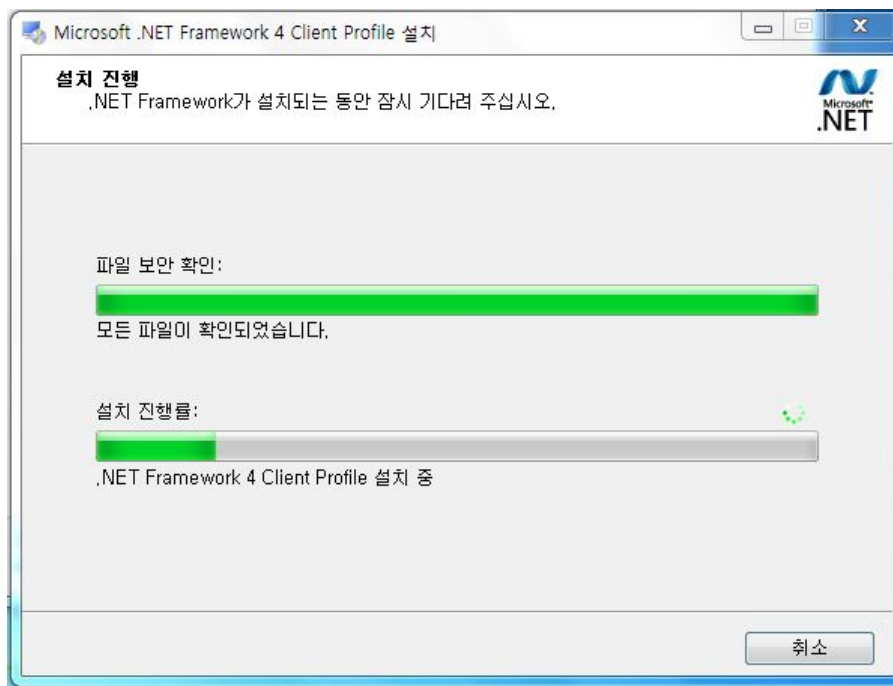 Microsoft .NET Framework 4 Client Profile 설치
설치 진행
.NET Framework가 설치되는 동안 잠시 기다려 주십시오.
Microsoft
.NET
파일 보안 확인:
모든 파일이 확인되었습니다.
설치 진행률:
.NET Framework 4 Client Profile 설치 중
취소